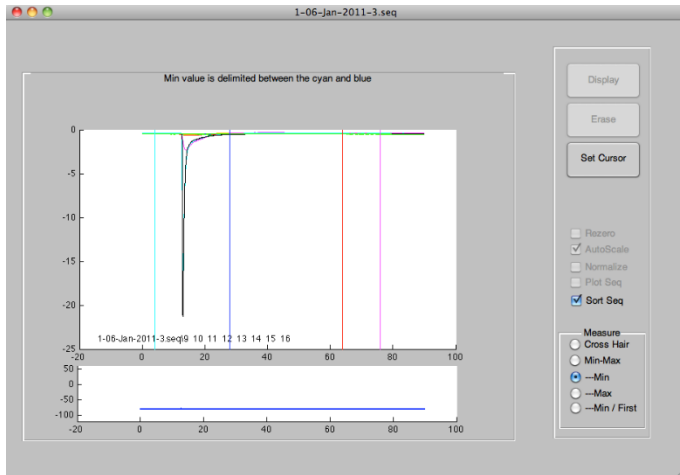 1-06-Jan-2011-3.seq
Min value is delimited between the cyan and blue
0
-5
-10
-15
-20
-25
1-06-Jan-2011-3.seq|9 10 11 12 13 14 15 16
-20 0 20 40 60 80 100
50
0
-50
-100
-20 0 20 40 60 80 100
Display
Erase
Set Cursor
Rezero
AutoScale
Normalize
Plot Seq
Sort Seq
Measure
Cross Hair
Min-Max
---Min
---Max
---Min / First